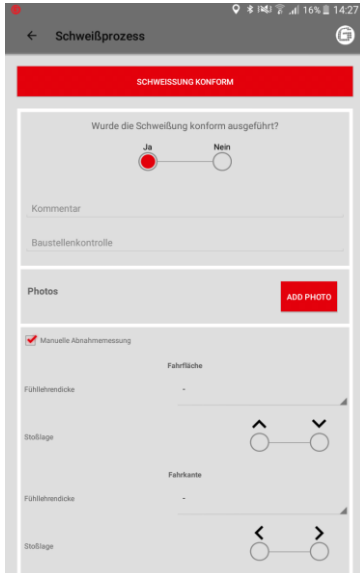 16% 14:27
Schweißprozess
SCHWEISSUNG KONFORM
Wurde die Schweißung konform ausgeführt?
Ja Nein
Kommentar
Baustellenkontrolle
Photos
ADD PHOTO
Manuelle Abnahmemessung
Fahrfläche
Fühllehrendicke -
Stoßlage
Fahrkante
Fühllehrendicke -
Stoßlage